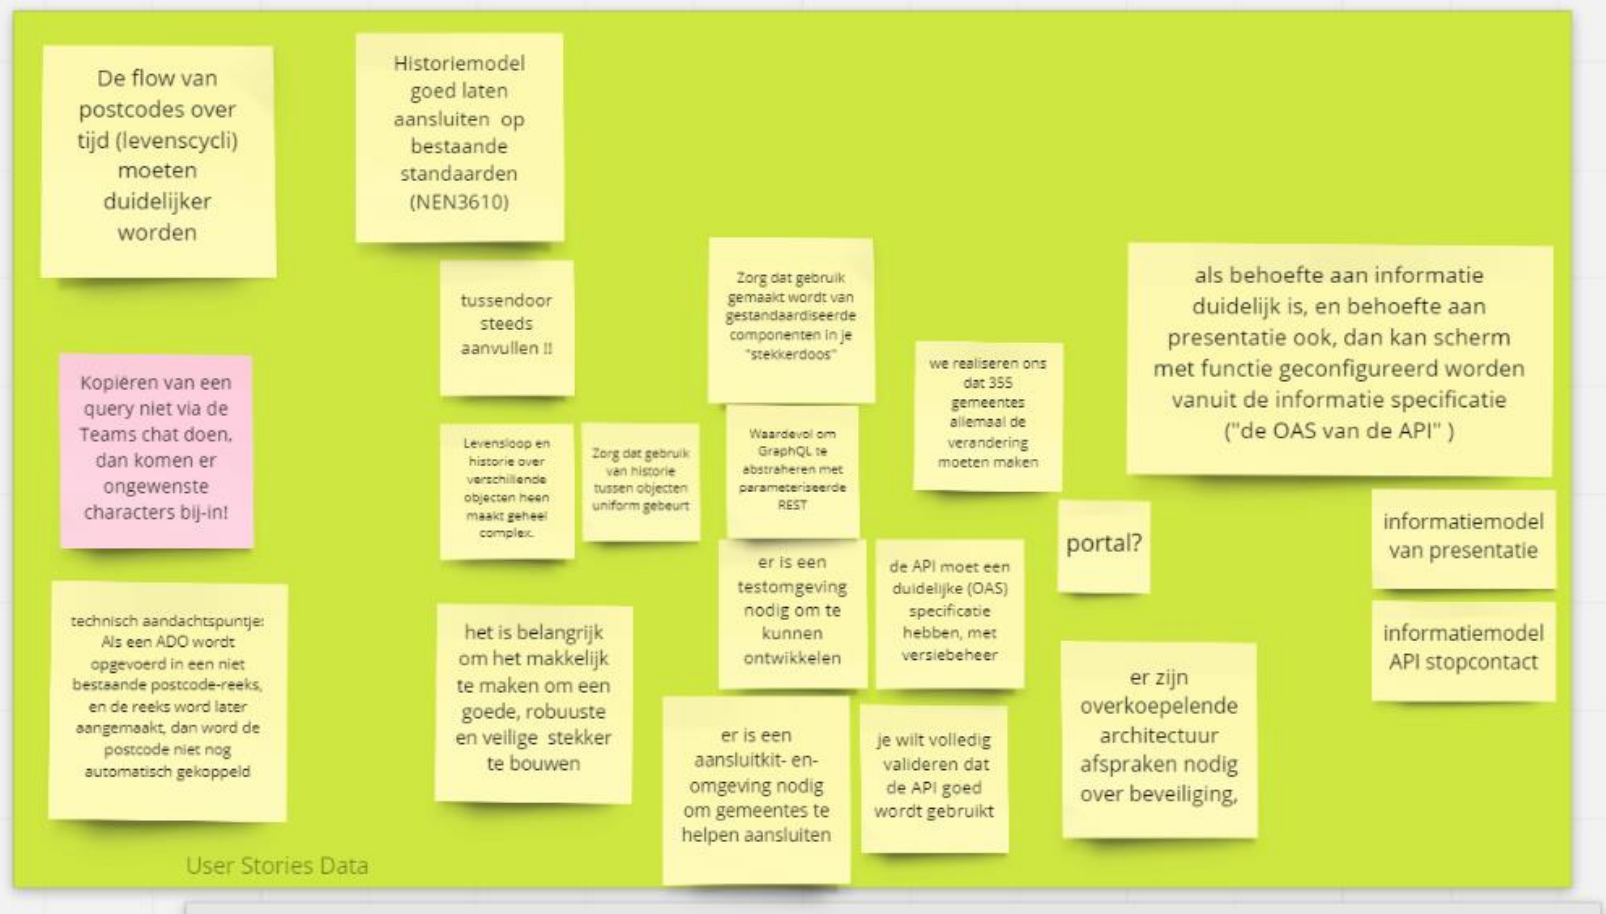 De flow van
postcodes over
tijd (levenscycli)
moeten
duidelijker
worden
Historiemodel
goed laten
aansluiten op
bestaande
standaarden
(NEN3610)
tussendoor
steeds
aanvullen !!
Zorg dat gebruik
gemaakt wordt van
gestandaardiseerde
componenten in je
"stekkerdoos"
we realiseren ons
dat 355
gemeentes
allemaal de
verandering
moeten maken
als behoefte aan informatie
duidelijk is, en behoefte aan
presentatie ook, dan kan scherm
met functie geconfigureerd worden
vanuit de informatie specificatie
("de OAS van de API" )
Kopiëren van een
query niet via de
Teams chat doen,
dan komen er
ongewenste
characters bij-in!
Levensloop en
historie over
verschillende
objecten heen
maakt geheel
complex.
Zorg dat gebruik
van historie
tussen objecten
uniform gebeurt
Waardevol om
GraphQL te
abstraheren met
parameteriseerde
REST
portal?
informatiemodel
van presentatie
er is een
testomgeving
nodig om te
kunnen
ontwikkelen
de API moet een
duidelijke (OAS)
specificatie
hebben, met
versiebeheer
informatiemodel
API stopcontact
technisch aandachtspuntje:
Als een ADO wordt
opgevoerd in een niet
bestaande postcode-reeks,
en de reeks word later
aangemaakt, dan word de
postcode niet nog
automatisch gekoppeld
het is belangrijk
om het makkelijk
te maken om een
goede, robuuste
en veilige stekker
te bouwen
er is een
aansluitkit- en-
omgeving nodig
om gemeentes te
helpen aansluiten
je wilt volledig
valideren dat
de API goed
wordt gebruikt
er zijn
overkoepelende
architectuur
afspraken nodig
over beveiliging,
User Stories Data